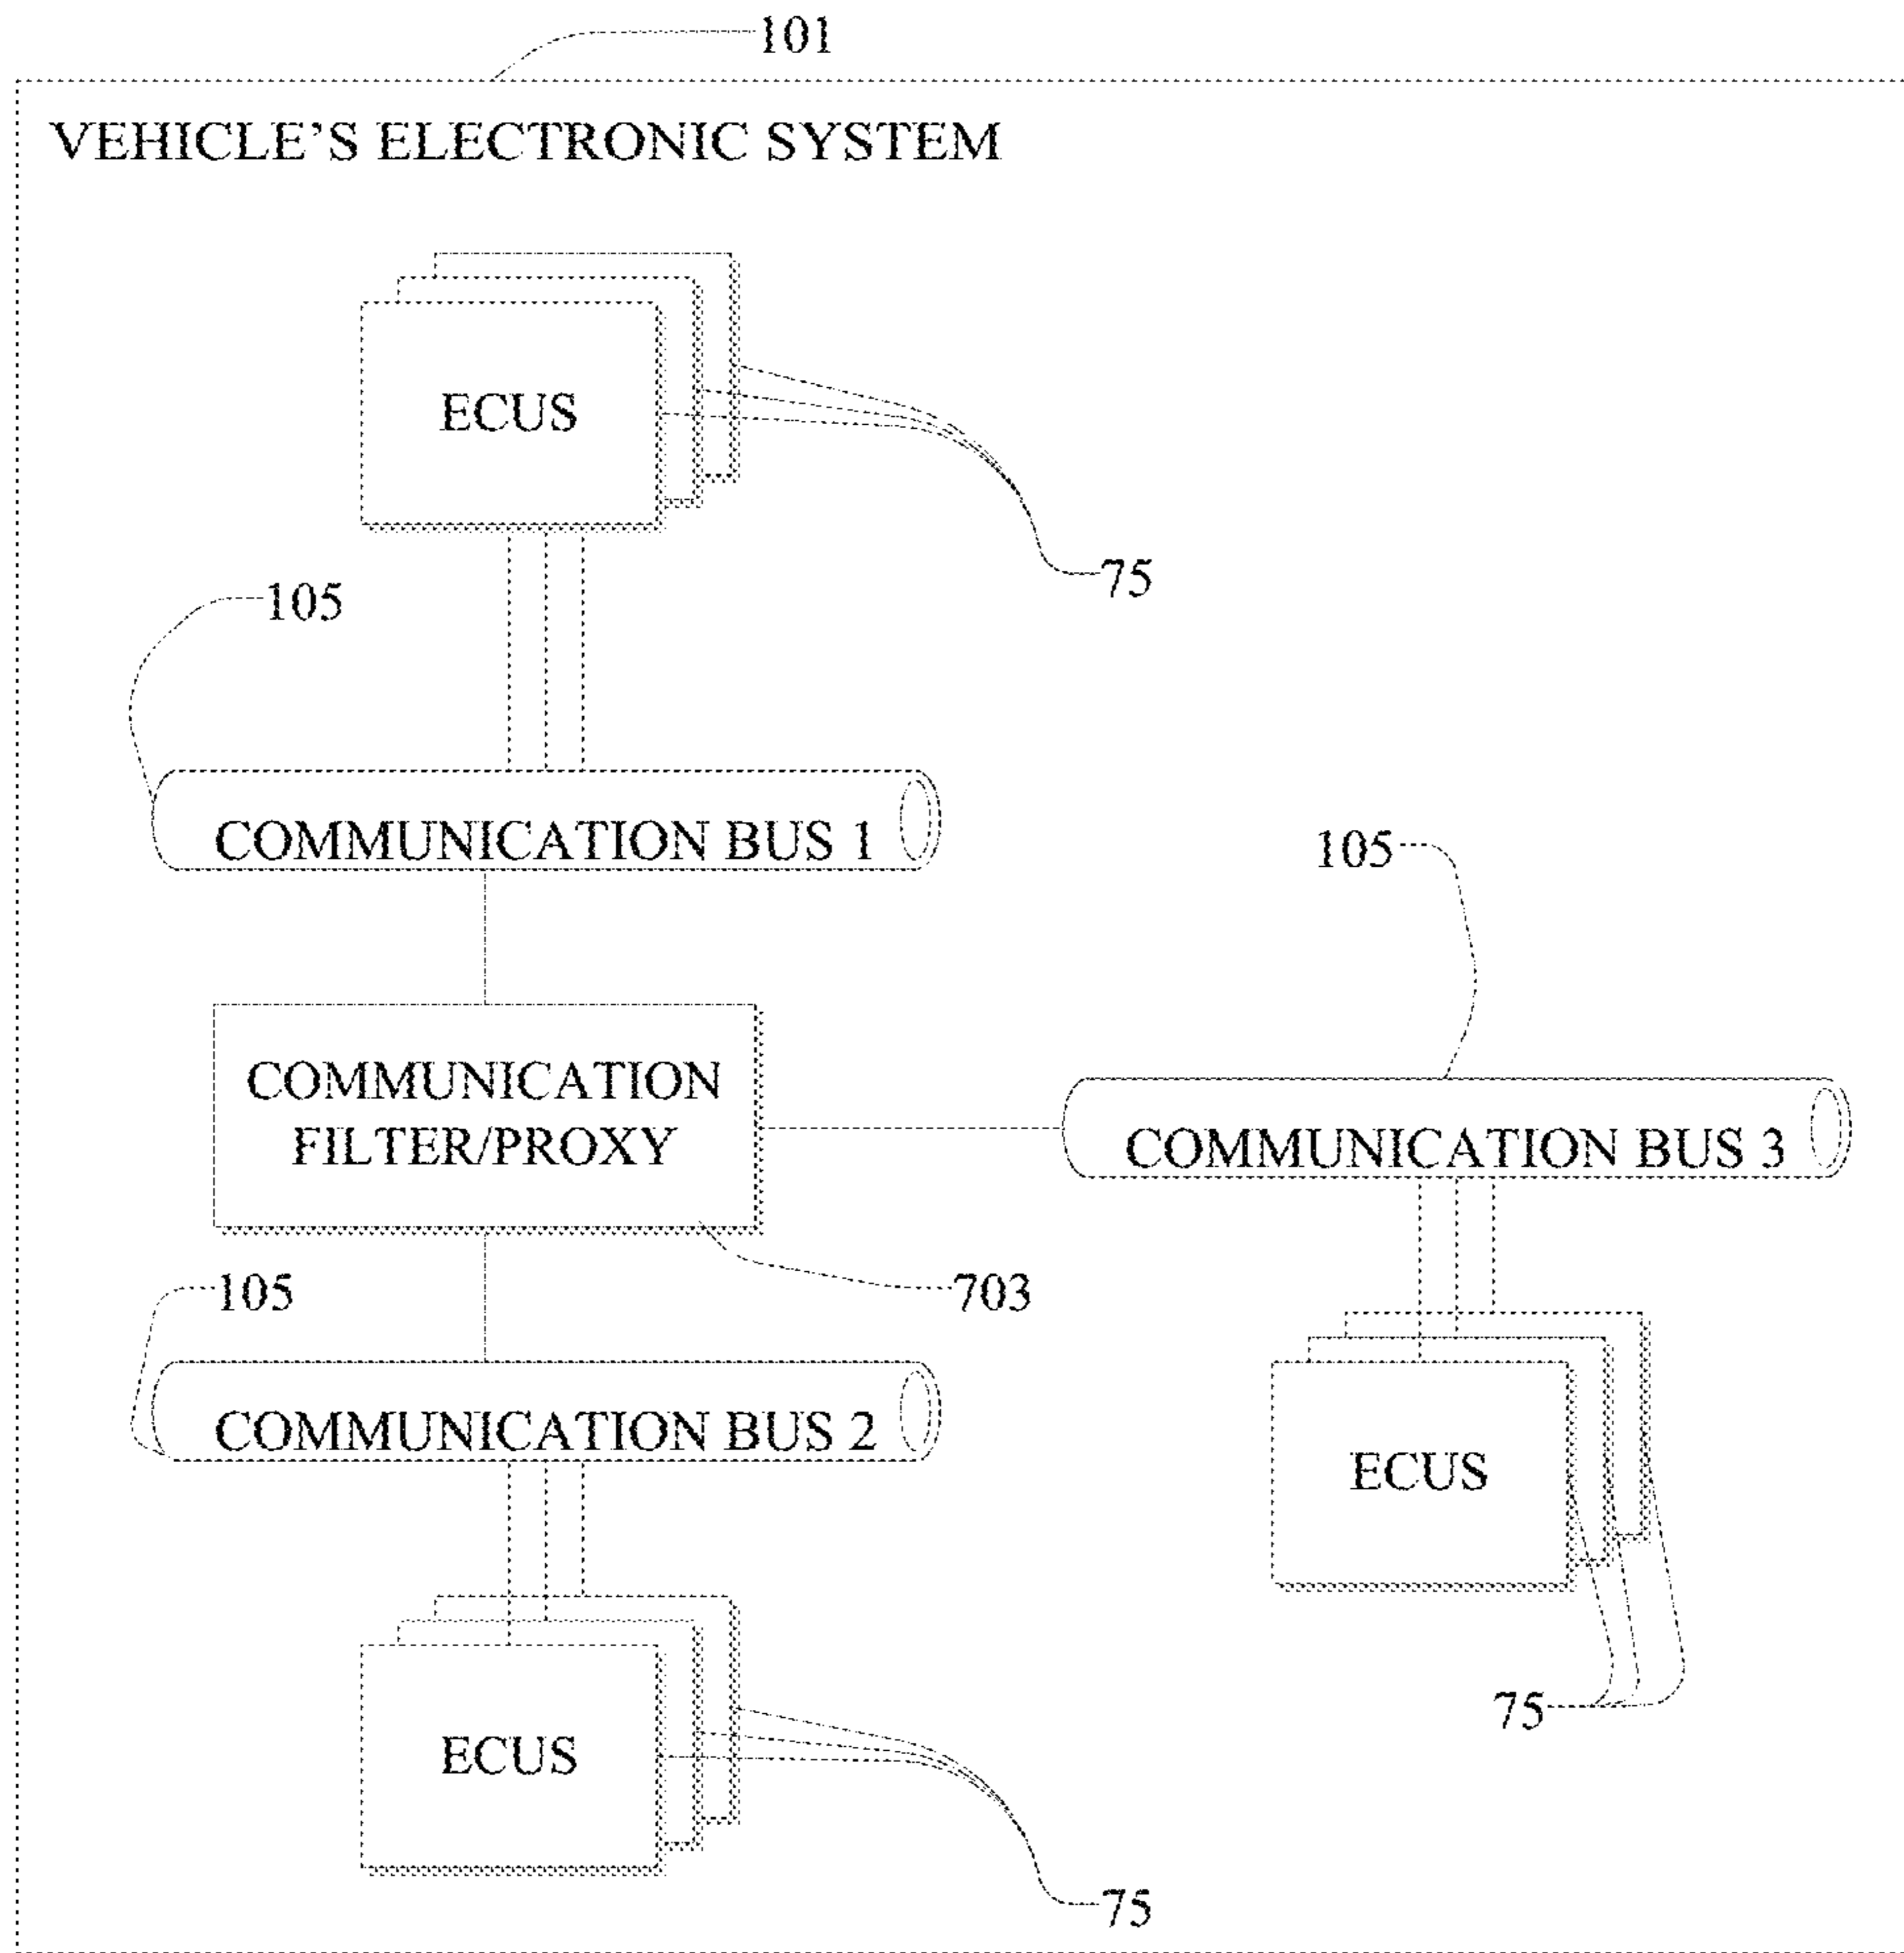 101
VEHICLE'S ELECTRONIC SYSTEM
ECUS
75
105
COMMUNICATION BUS 1
105
COMMUNICATION
FILTER/PROXY
COMMUNICATION BUS 3
703
105
COMMUNICATION BUS 2
ECUS
75
ECUS
75